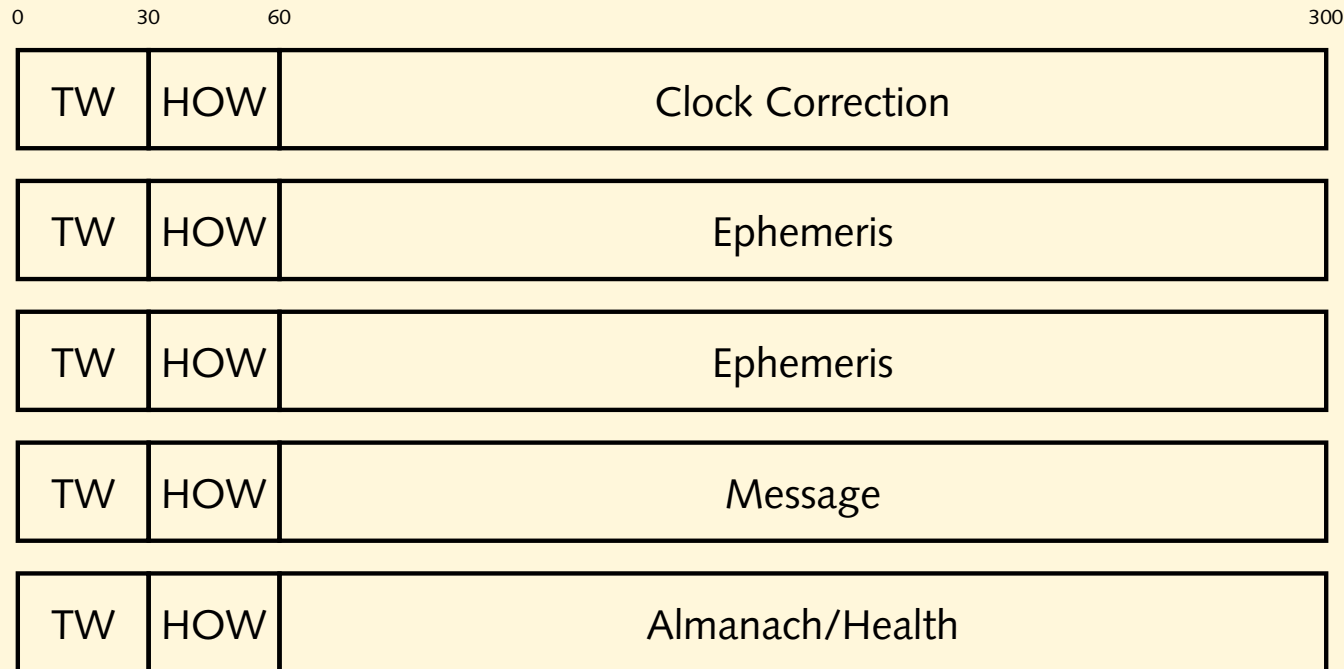 0 30 60 300
TW HOW Clock Correction
TW HOW Ephemeris
TW HOW Ephemeris
TW HOW Message
TW HOW Almanach/Health